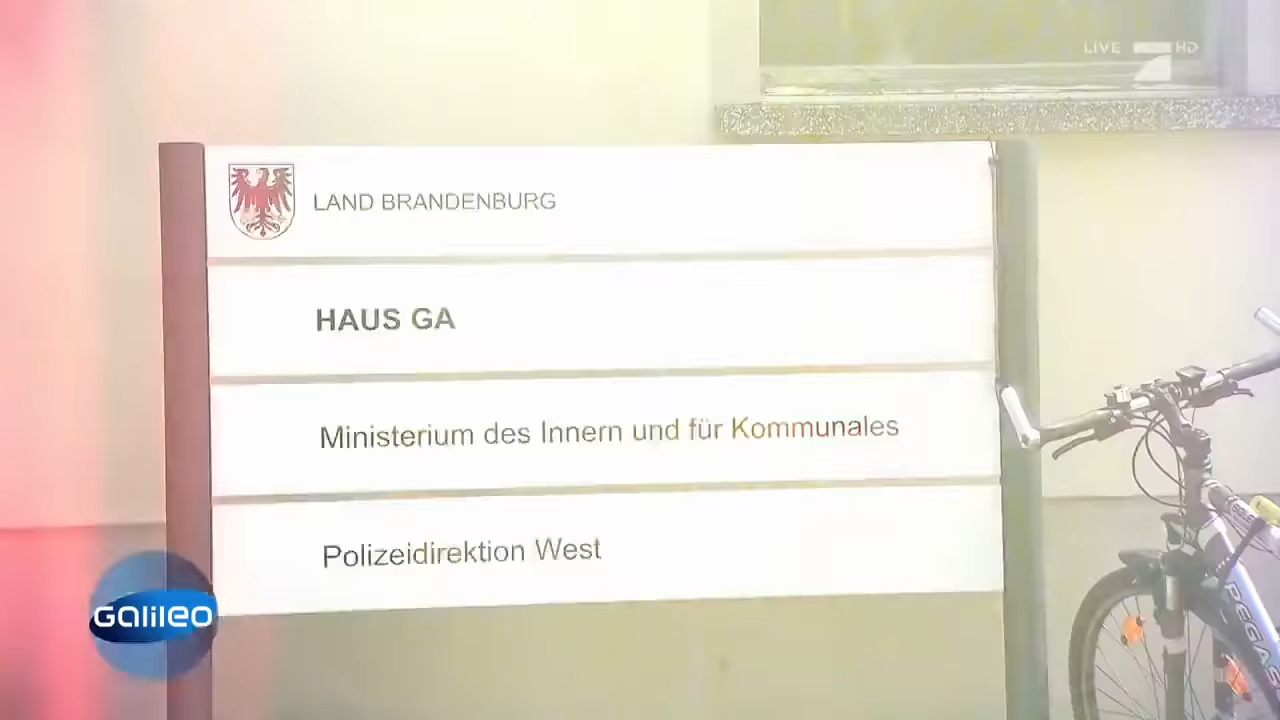 LIVE HD
LAND BRANDENBURG
HAUS GA
Ministerium des Innern und für Kommunales
Polizeidirektion West
GaLiLEO
PEGAS